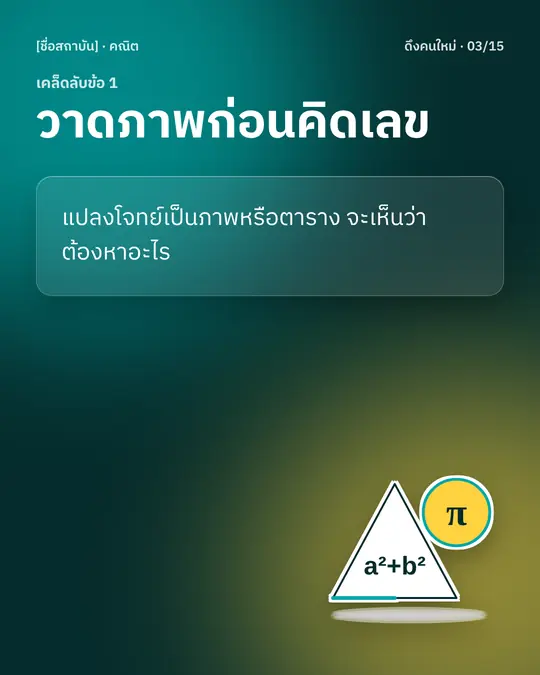 [ชื่อสถาบัน] · คณิต
ดึงคนใหม่ · 03/15
เคล็ดลับข้อ 1
วาดภาพก่อนคิดเลข
แปลงโจทย์เป็นภาพหรือตาราง จะเห็นว่า
ต้องหาอะไร
π
a²+b²